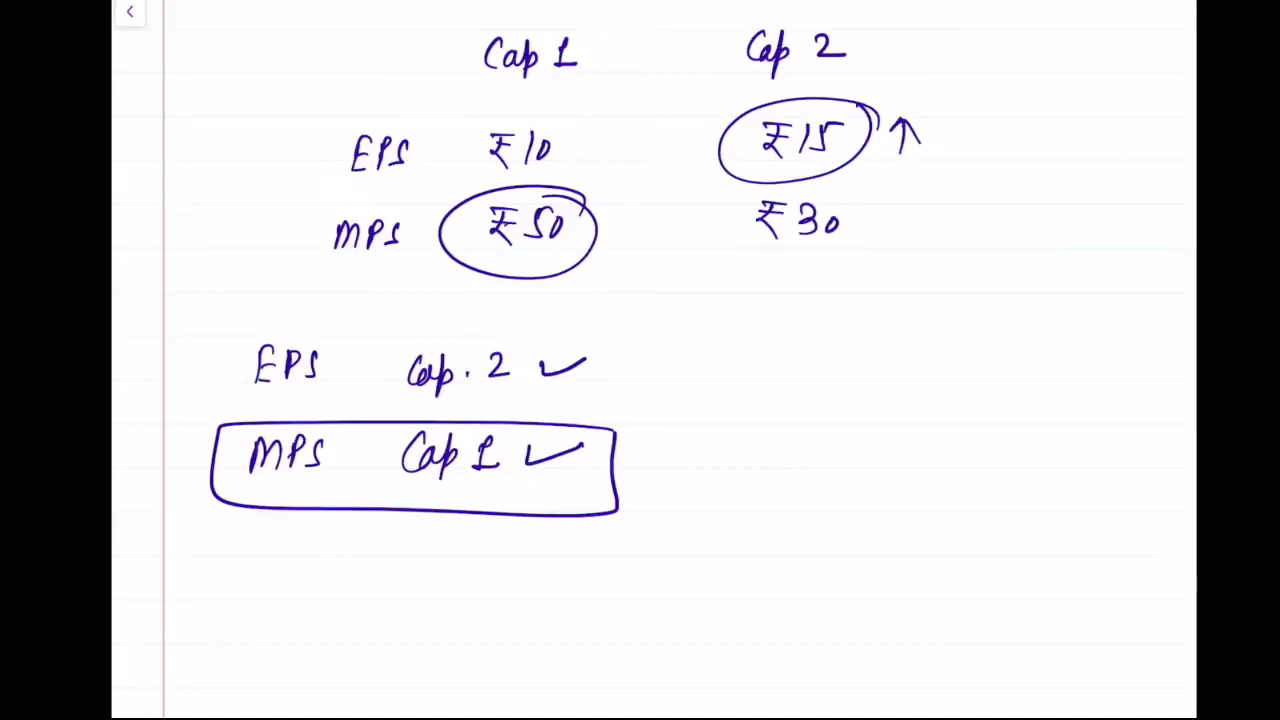 Cap 1 Cap 2
EPS ₹10 ₹15 ↑
MPS ₹50 ₹30
EPS Cap. 2 ✓
MPS Cap 1 ✓